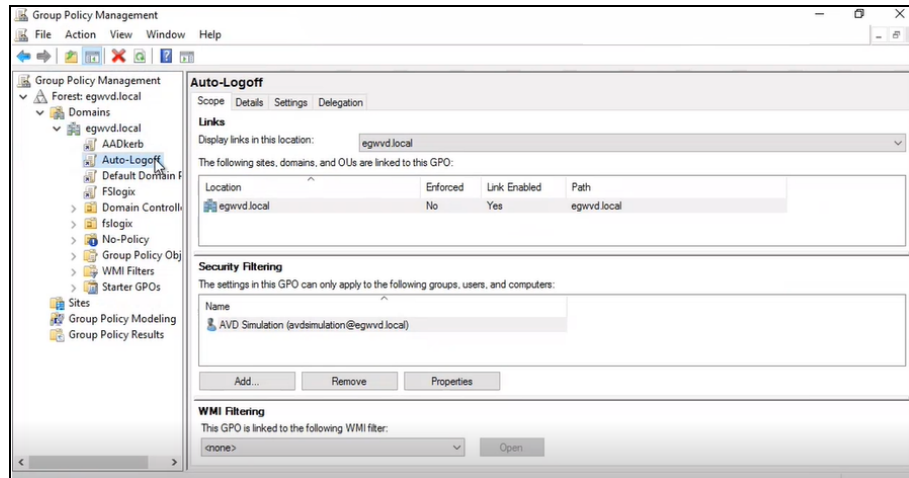 Group Policy Management
File Action View Window Help
Group Policy Management
Forest: egwvd.local
Domains
egwvd.local
AADkerb
Auto-Logoff
Default Domain P
FSlogix
Domain Controll
fslogix
No-Policy
Group Policy Obj
WMI Filters
Starter GPOs
Sites
Group Policy Modeling
Group Policy Results
Auto-Logoff
Scope Details Settings Delegation
Links
Display links in this location: egwvd.local
The following sites, domains, and OUs are linked to this GPO:
Location Enforced Link Enabled Path
egwvd.local No Yes egwvd.local
Security Filtering
The settings in this GPO can only apply to the following groups, users, and computers:
Name
AVD Simulation (avdsimulation@egwvd.local)
Add... Remove Properties
WMI Filtering
This GPO is linked to the following WMI filter:
<none> Open